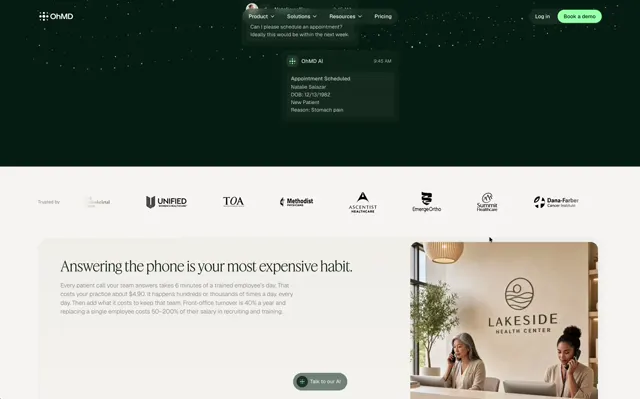 OhMD
Product
Solutions
Resources
Pricing
Log in
Book a demo
Can I please schedule an appointment?
Ideally this would be within the next week
OhMD AI
9:45 AM
Appointment Scheduled
Natalie Salazar
DOB: 12/13/1982
New Patient
Reason: Stomach pain
Trusted by
UNIFIED
WOMEN'S HEALTHCARE
TOA
Methodist
PHYSICIANS
ASCENTIST
HEALTHCARE
EmergeOrtho
Summit
Healthcare
Dana-Farber
Cancer Institute
Answering the phone is your most expensive habit.
Every patient call your team answers, takes 6 minutes of a trained employee's day. That
costs your practice about $4.90. It happens hundreds or thousands of times a day every
day. Then add what it costs to keep that team. Front-office turnover is 40% a year and
replacing a single employee costs 50–200% of their salary in recruiting and training.
LAKESIDE
HEALTH CENTER
Talk to our AI